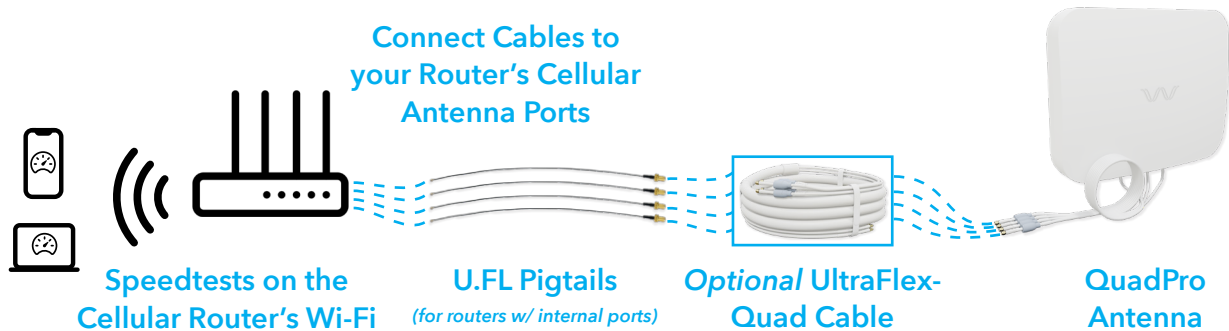 Connect Cables to
your Router's Cellular
Antenna Ports
Speedtests on the
Cellular Router's Wi-Fi
U.FL Pigtails
(for routers w/ internal ports)
Optional UltraFlex-
Quad Cable
QuadPro
Antenna